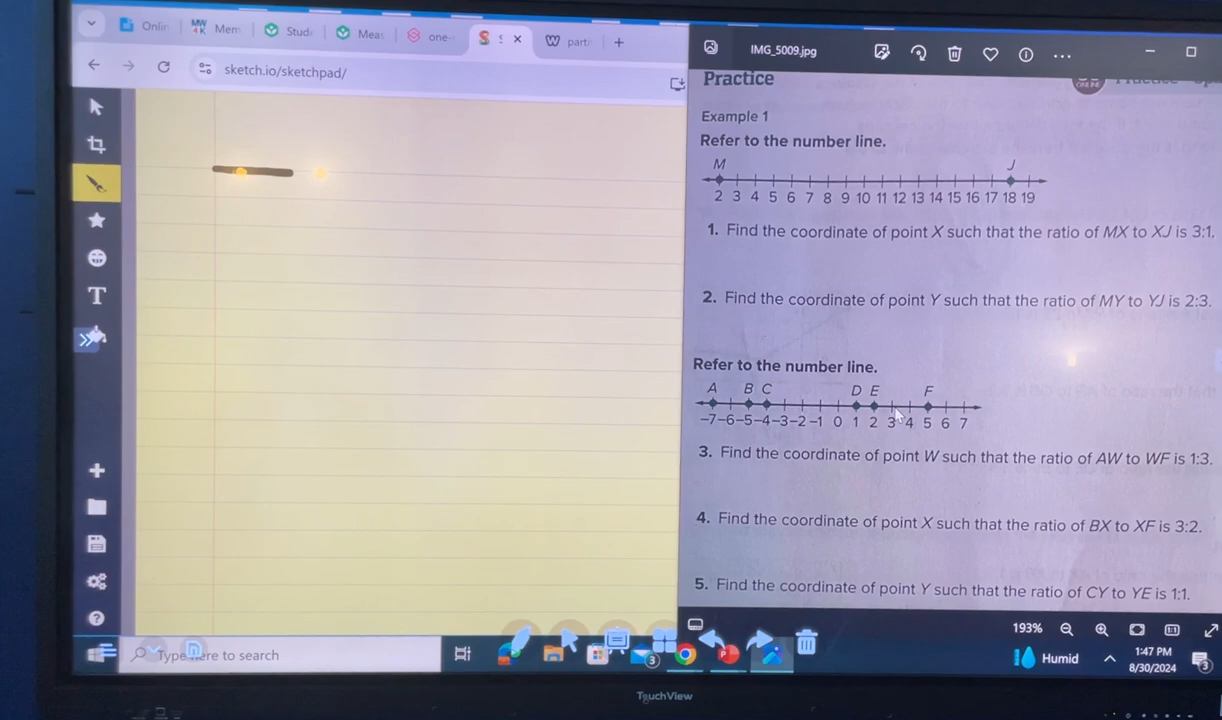 Onlin
MW
4K
Mem
Stud
Meas
one-
S
parti
sketch.io/sketchpad/
T
IMG_5009.jpg
Practice
ONLINE
Example 1
Refer to the number line.
M J
2 3 4 5 6 7 8 9 10 11 12 13 14 15 16 17 18 19
1. Find the coordinate of point X such that the ratio of MX to XJ is 3:1.
2. Find the coordinate of point Y such that the ratio of MY to YJ is 2:3.
Refer to the number line.
A B C D E F
-7-6-5-4-3-2-1 0 1 2 3 4 5 6 7
3. Find the coordinate of point W such that the ratio of AW to WF is 1:3.
4. Find the coordinate of point X such that the ratio of BX to XF is 3:2.
5. Find the coordinate of point Y such that the ratio of CY to YE is 1:1.
193%
1:1
Type here to search
3
Humid
1:47 PM
8/30/2024
3
TouchView